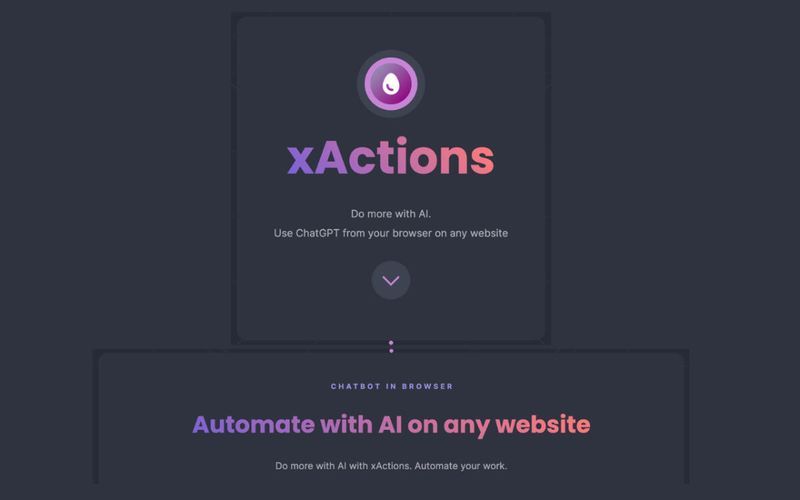 xActions
Do more with AI.
Use ChatGPT from your browser on any website
CHATBOT IN BROWSER
Automate with AI on any website
Do more with AI with xActions. Automate your work.